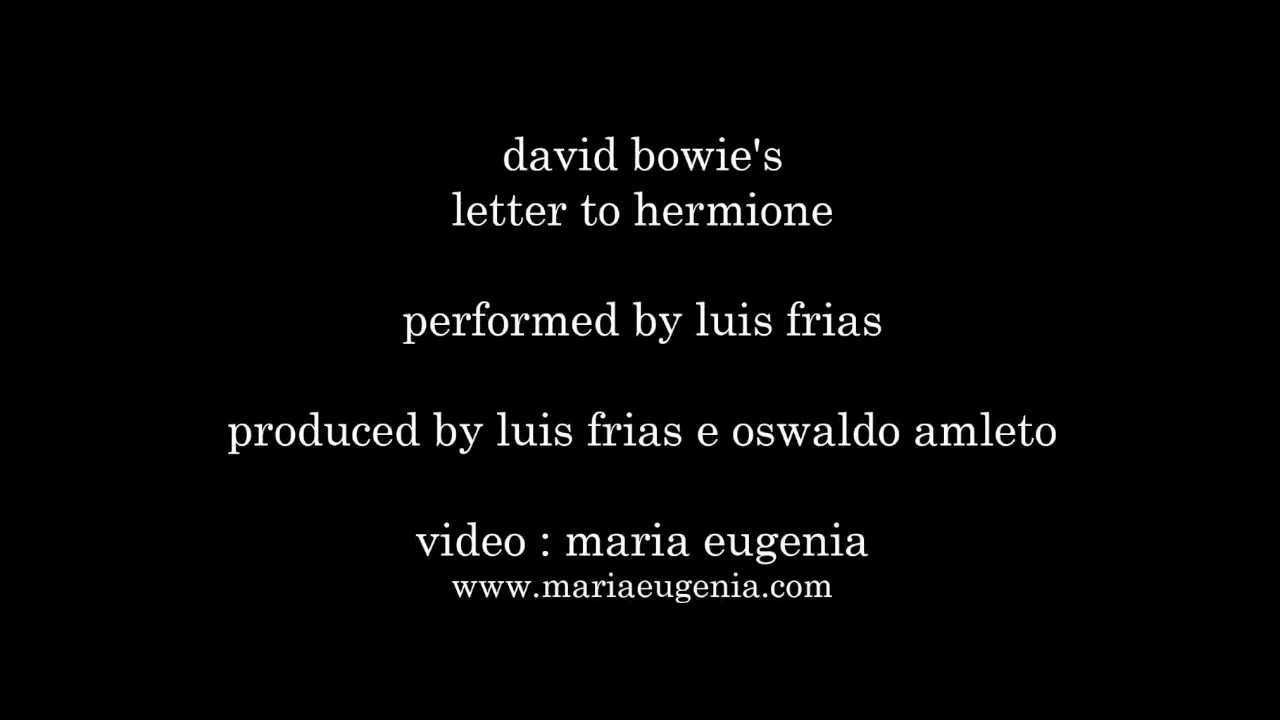 david bowie's
letter to hermione
performed by luis frias
produced by luis frias e oswaldo amleto
video : maria eugenia
www.mariaeugenia.com